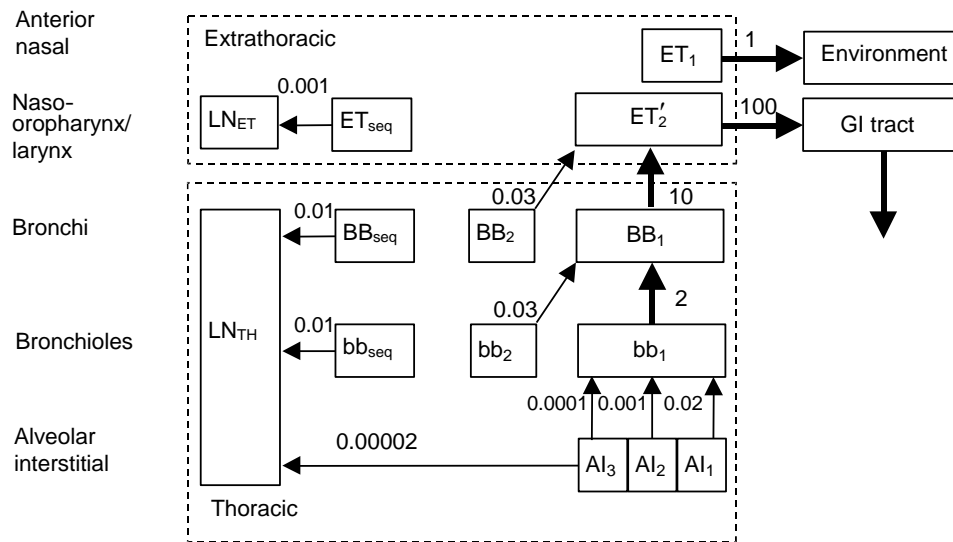 Anterior
nasal
Extrathoracic
ET1
1
Environment
Naso-
oropharynx/
larynx
LNET
0.001
ETseq
ET′2
100
GI tract
Bronchi
0.01
BBseq
0.03
BB2
10
BB1
LNTH
Bronchioles
0.01
bbseq
0.03
bb2
2
bb1
0.0001
0.001
0.02
Alveolar
interstitial
0.00002
AI3
AI2
AI1
Thoracic